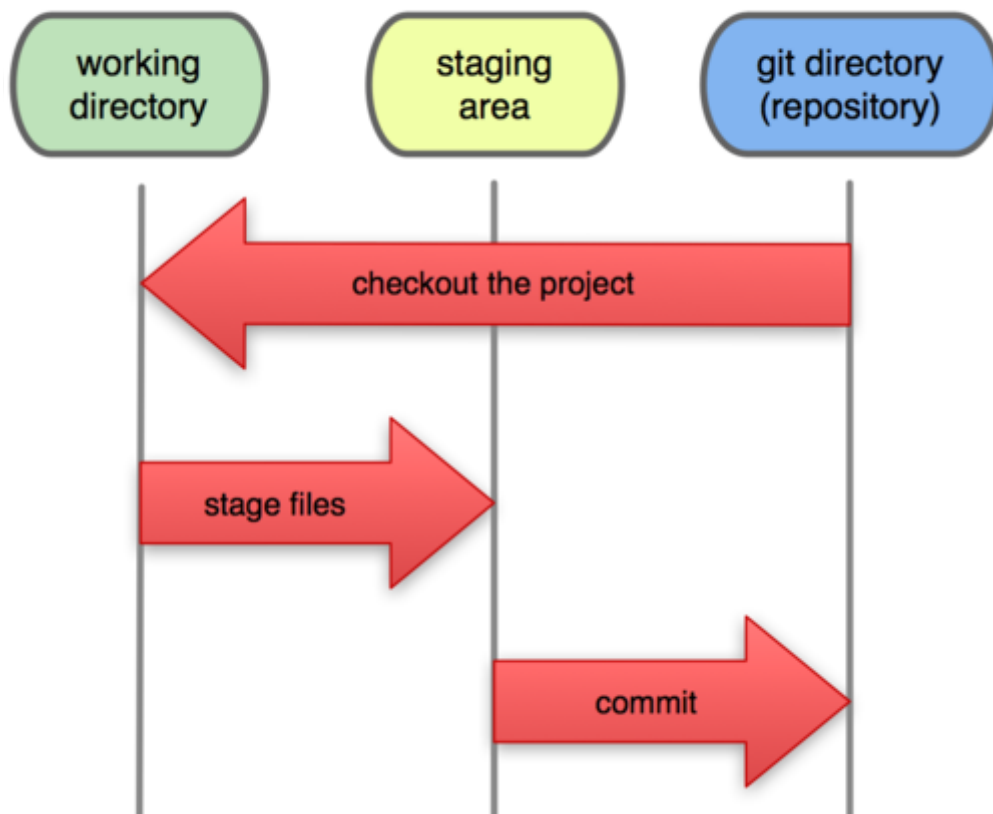 working
directory
staging
area
git directory
(repository)
checkout the project
stage files
commit